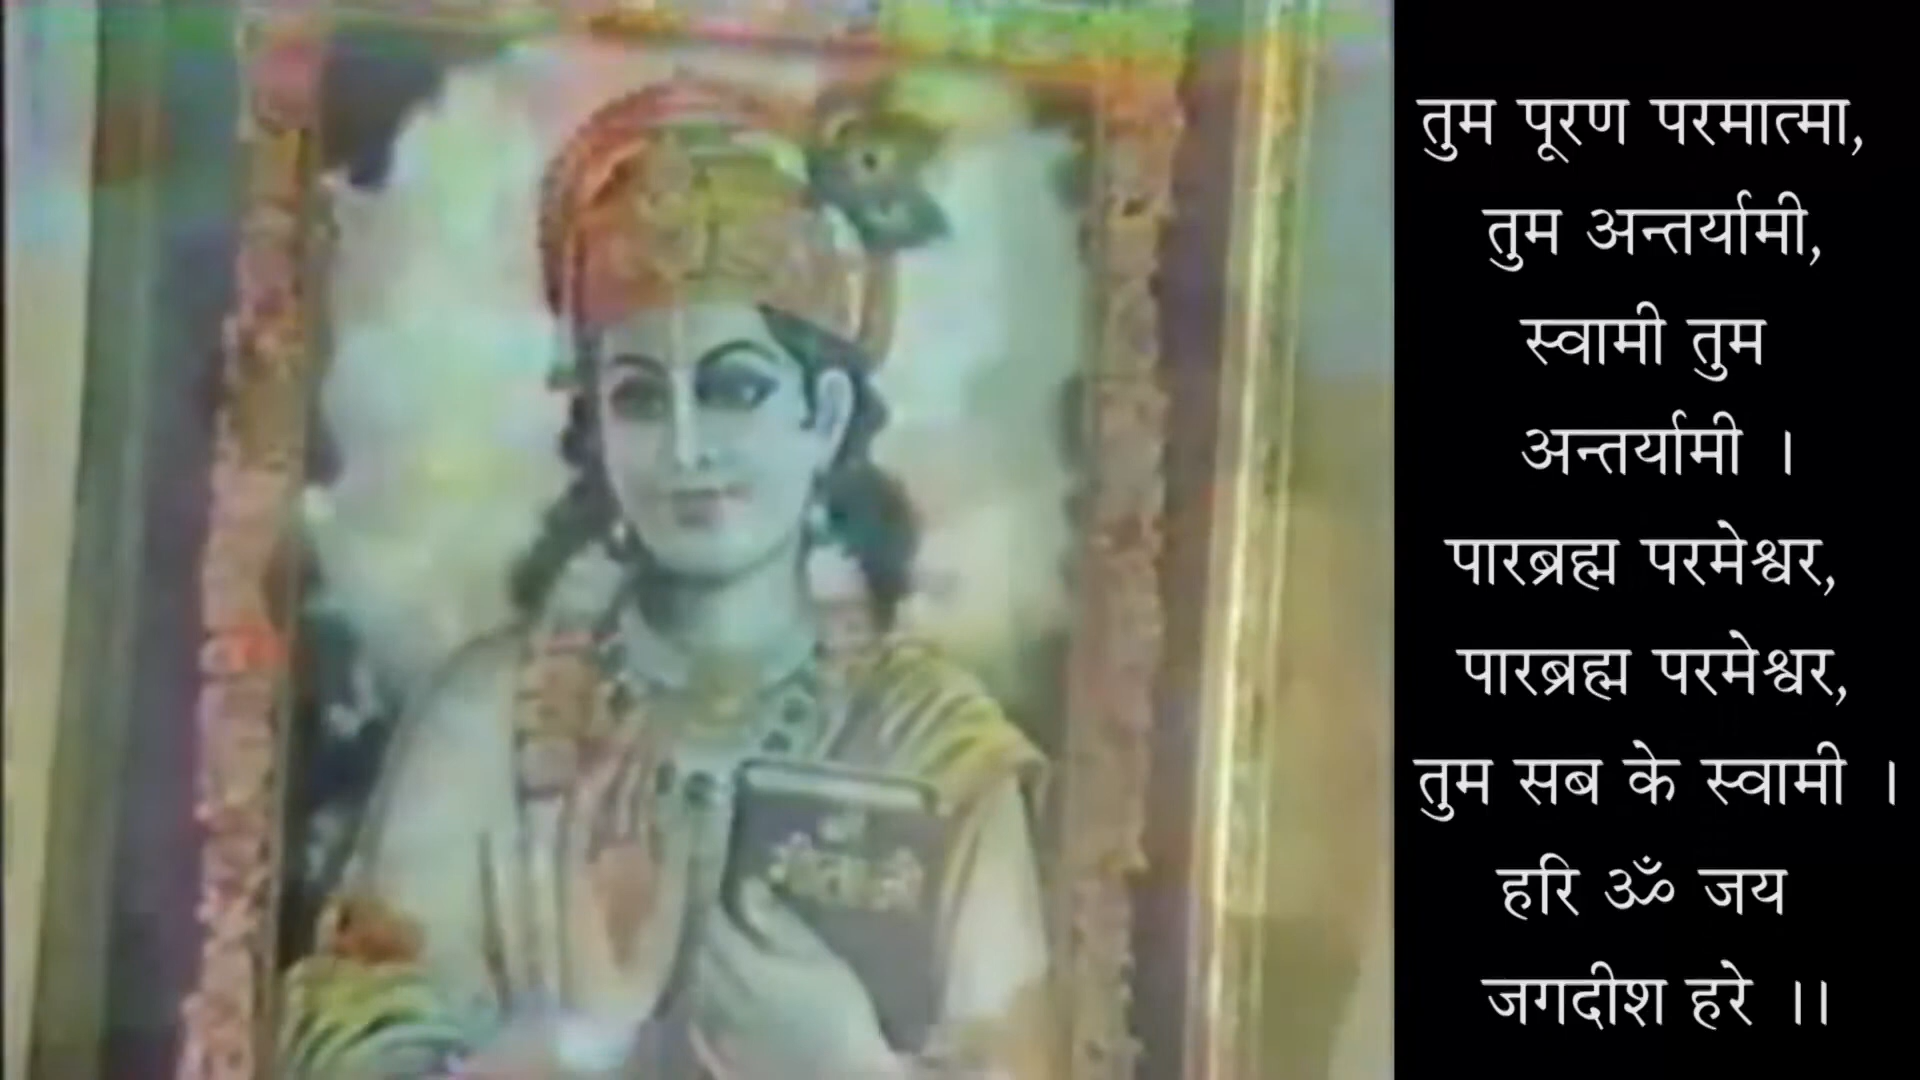 तुम पूरण परमात्मा,
तुम अन्तर्यामी,
स्वामी तुम
अन्तर्यामी ।
पारब्रह्म परमेश्वर,
पारब्रह्म परमेश्वर,
तुम सब के स्वामी ।
हरि ॐ जय
जगदीश हरे ।।